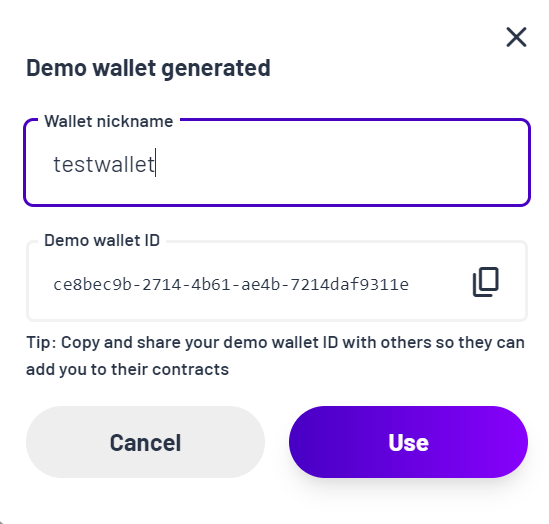 Demo wallet generated
Wallet nickname
testwallet
Demo wallet ID
ce8bec9b-2714-4b61-ae4b-7214daf9311e
Tip: Copy and share your demo wallet ID with others so they can
add you to their contracts
Cancel
Use